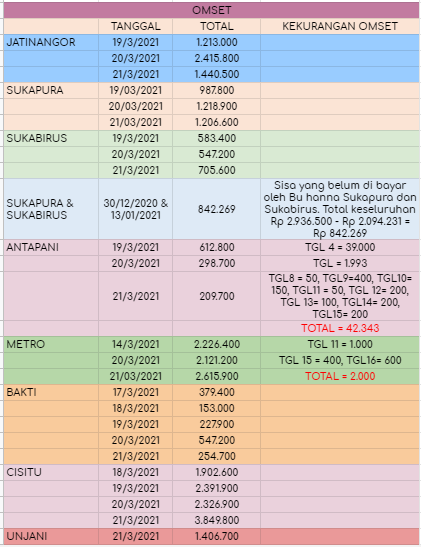 OMSET
TANGGAL TOTAL KEKURANGAN OMSET
JATINANGOR 19/3/2021 1.213.000
20/3/2021 2.415.800
21/3/2021 1.440.500
SUKAPURA 19/03/2021 987.800
20/03/2021 1.218.900
21/03/2021 1.206.600
SUKABIRUS 19/3/2021 583.400
20/3/2021 547.200
21/3/2021 705.600
SUKAPURA & SUKABIRUS 30/12/2020 & 13/01/2021 842.269
Sisa yang belum di bayar
oleh Bu hanna Sukapura dan
Sukabirus. Total keseluruhan
Rp 2.936.500 - Rp 2.094.231 =
Rp 842.269
ANTAPANI 19/3/2021 612.800 TGL 4 = 39.000
20/3/2021 298.700 TGL = 1.993
21/3/2021 209.700
TGL8 = 50, TGL9=400, TGL10=
150, TGL11 = 50, TGL 12= 200,
TGL 13= 100, TGL14= 200,
TGL15= 200
TOTAL = 42.343
METRO 14/3/2021 2.226.400 TGL 11 = 1.000
20/3/2021 2.121.200 TGL 15 = 400, TGL16= 600
21/03/2021 2.615.900 TOTAL = 2.000
BAKTI 17/3/2021 379.400
18/3/2021 153.000
19/3/2021 227.900
20/3/2021 547.200
21/3/2021 254.700
CISITU 18/3/2021 1.902.600
19/3/2021 2.391.900
20/3/2021 2.326.900
21/3/2021 3.849.800
UNJANI 21/3/2021 1.406.700